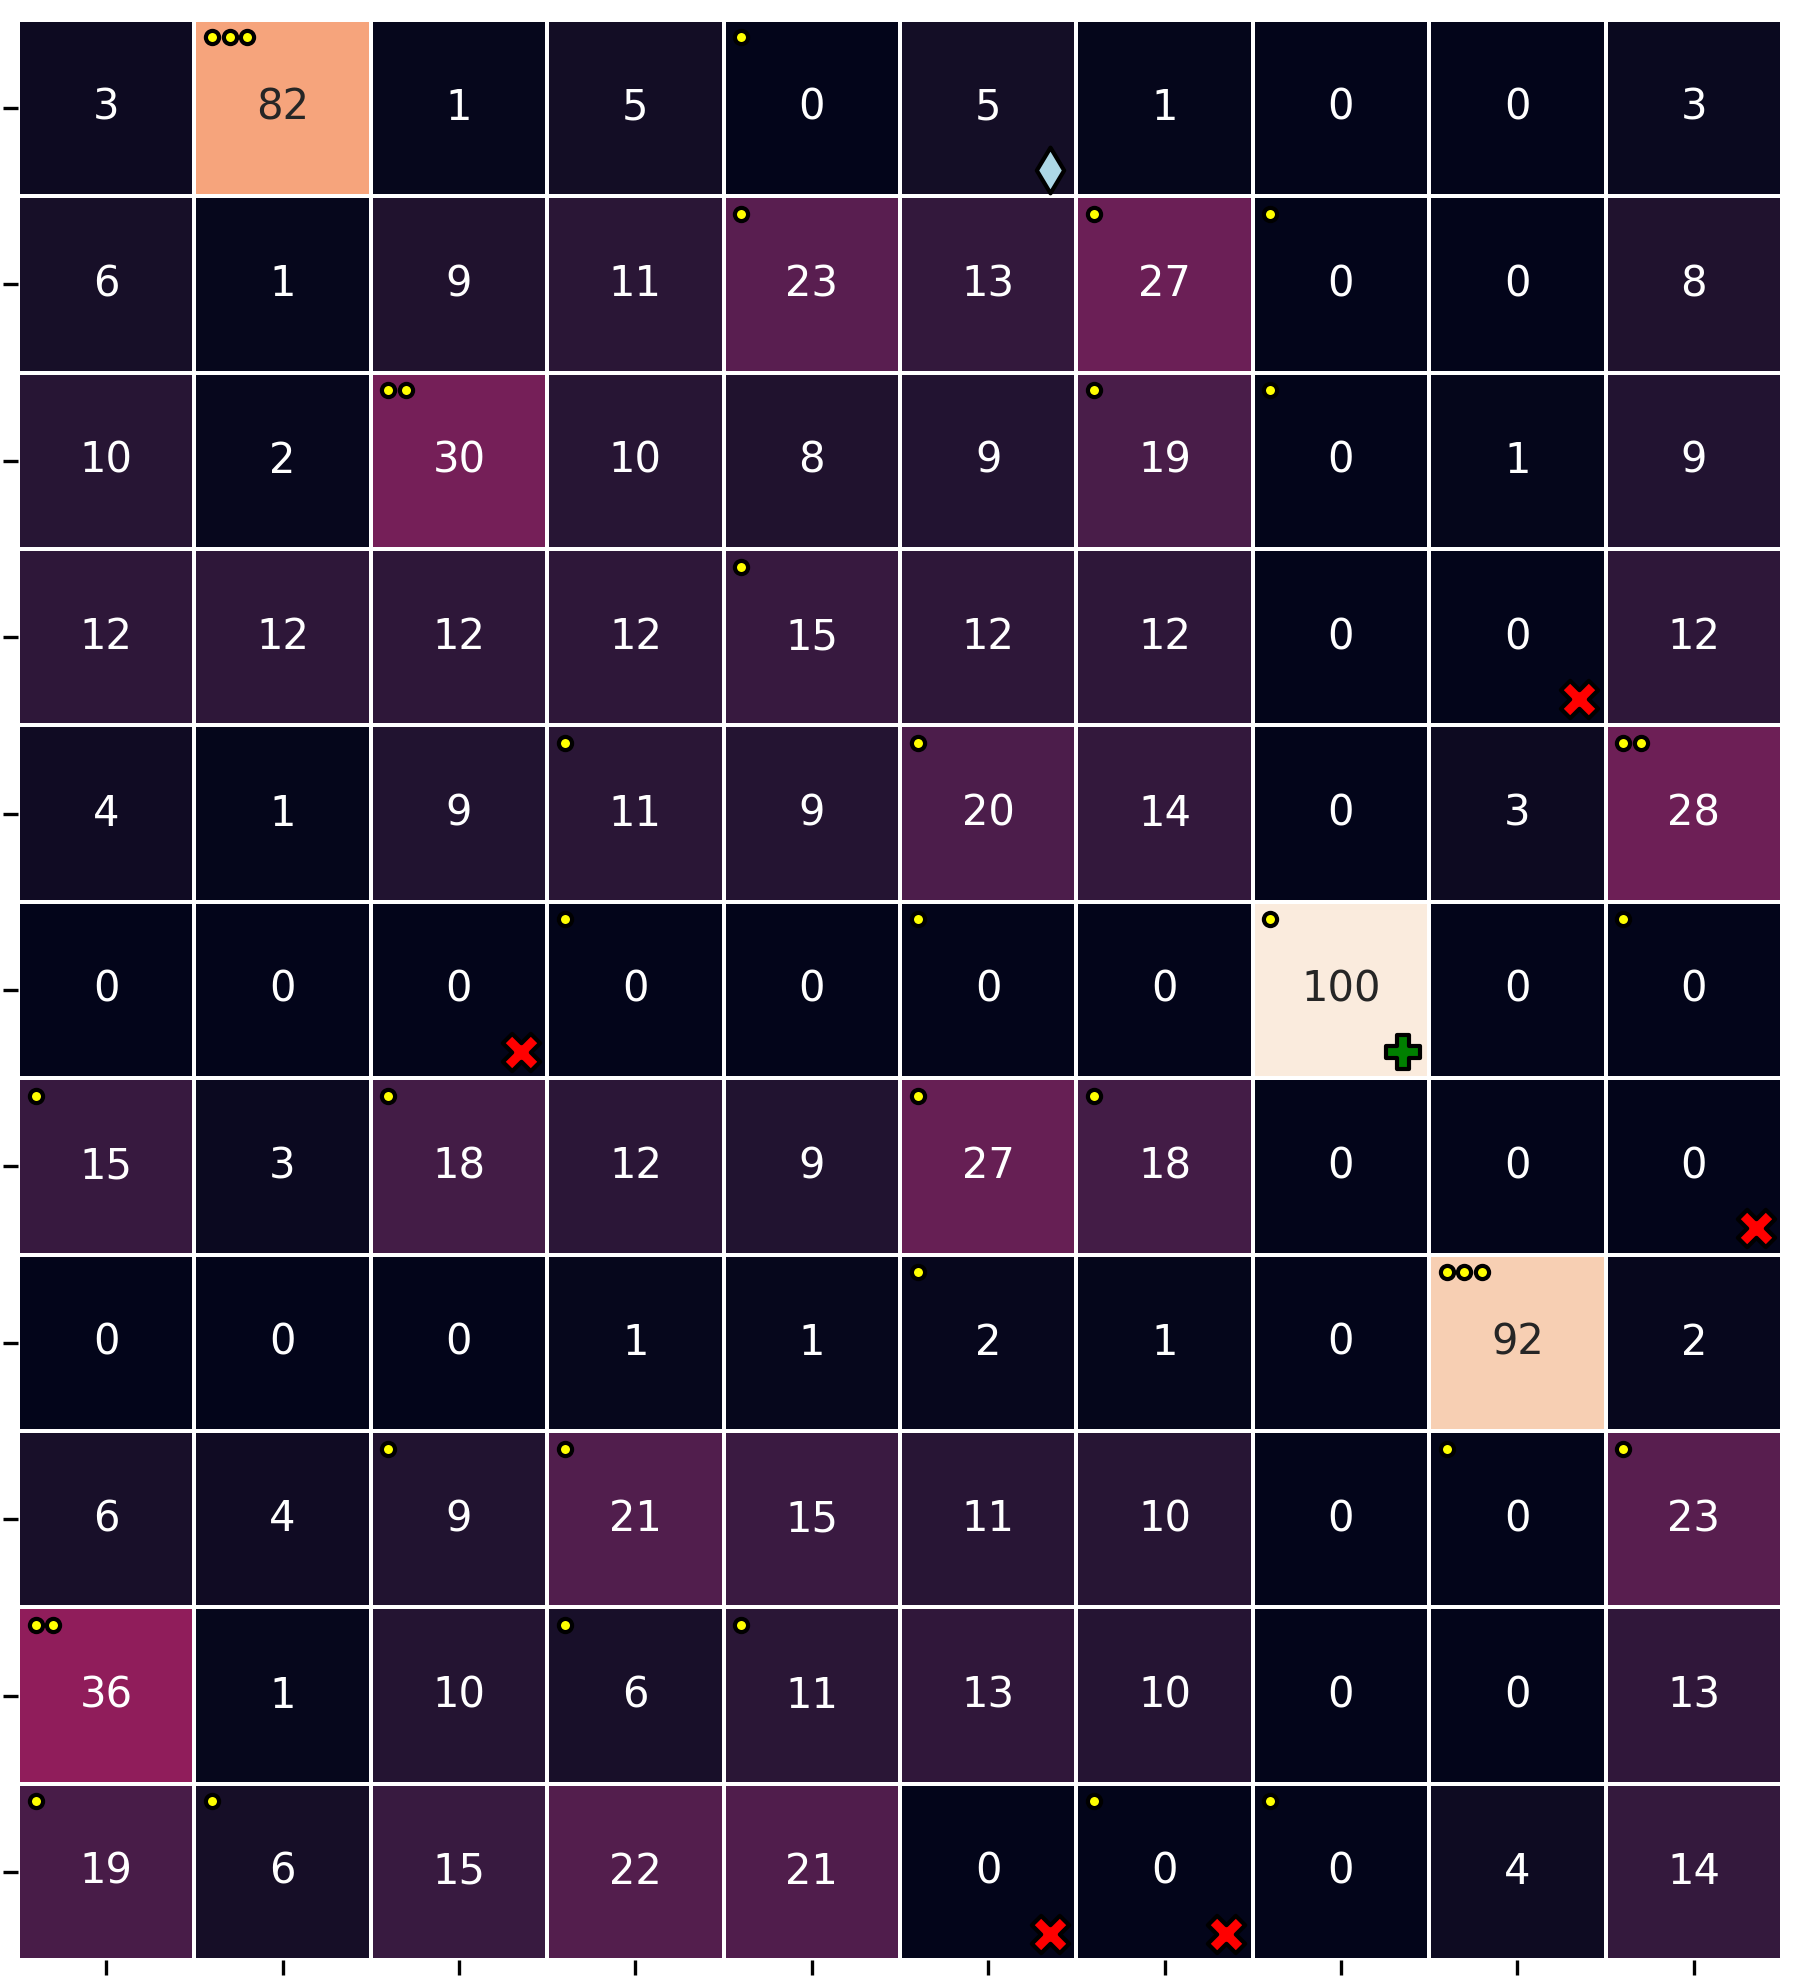 3 82 1 5 0 5 1 0 0 3
6 1 9 11 23 13 27 0 0 8
10 2 30 10 8 9 19 0 1 9
12 12 12 12 15 12 12 0 0 12
4 1 9 11 9 20 14 0 3 28
0 0 0 0 0 0 0 100 0 0
15 3 18 12 9 27 18 0 0 0
0 0 0 1 1 2 1 0 92 2
6 4 9 21 15 11 10 0 0 23
36 1 10 6 11 13 10 0 0 13
19 6 15 22 21 0 0 0 4 14